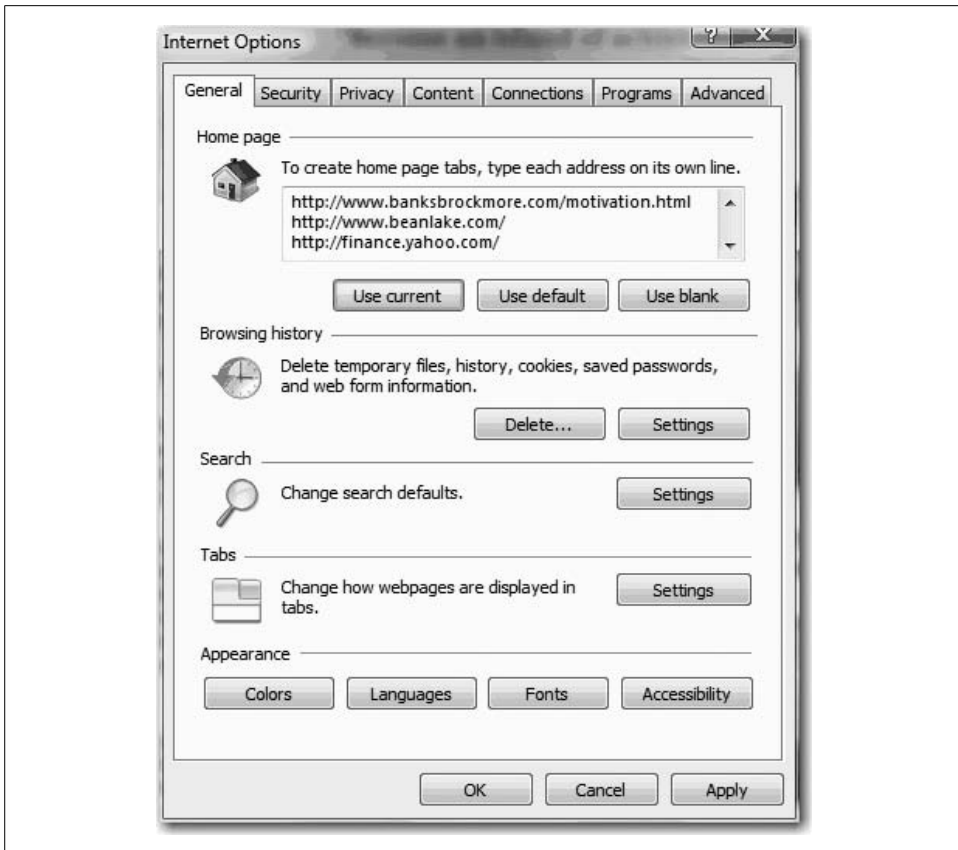 Internet Options
?
X
General Security Privacy Content Connections Programs Advanced
Home page
To create home page tabs, type each address on its own line.
http://www.banksbrockmore.com/motivation.html
http://www.beanlake.com/
http://finance.yahoo.com/
Use current Use default Use blank
Browsing history
Delete temporary files, history, cookies, saved passwords,
and web form information.
Delete... Settings
Search
Change search defaults. Settings
Tabs
Change how webpages are displayed in
tabs.
Settings
Appearance
Colors Languages Fonts Accessibility
OK Cancel Apply